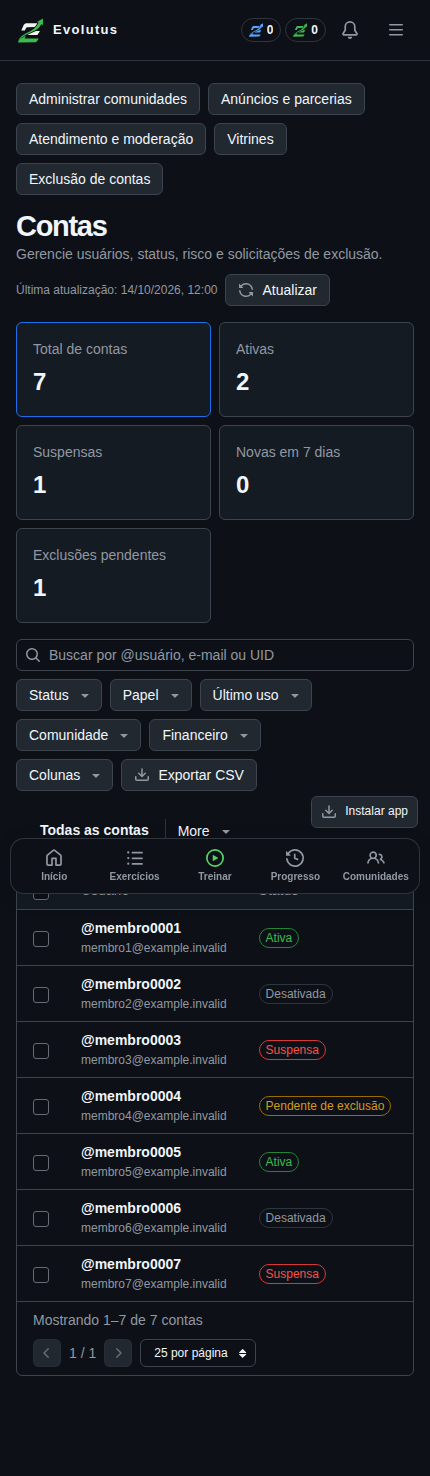 Evolutus
0 0
Administrar comunidades Anúncios e parcerias
Atendimento e moderação Vitrines
Exclusão de contas
Contas
Gerencie usuários, status, risco e solicitações de exclusão.
Última atualização: 14/10/2026, 12:00 Atualizar
Total de contas Ativas
7 2
Suspensas Novas em 7 dias
1 0
Exclusões pendentes
1
Buscar por @usuário, e-mail ou UID
Status Papel Último uso
Comunidade Financeiro
Colunas Exportar CSV
Instalar app
Todas as contas More
Início Exercícios Treinar Progresso Comunidades
@membro0001
membro1@example.invalid Ativa
@membro0002
membro2@example.invalid Desativada
@membro0003
membro3@example.invalid Suspensa
@membro0004
membro4@example.invalid Pendente de exclusão
@membro0005
membro5@example.invalid Ativa
@membro0006
membro6@example.invalid Desativada
@membro0007
membro7@example.invalid Suspensa
Mostrando 1–7 de 7 contas
1 / 1 25 por página